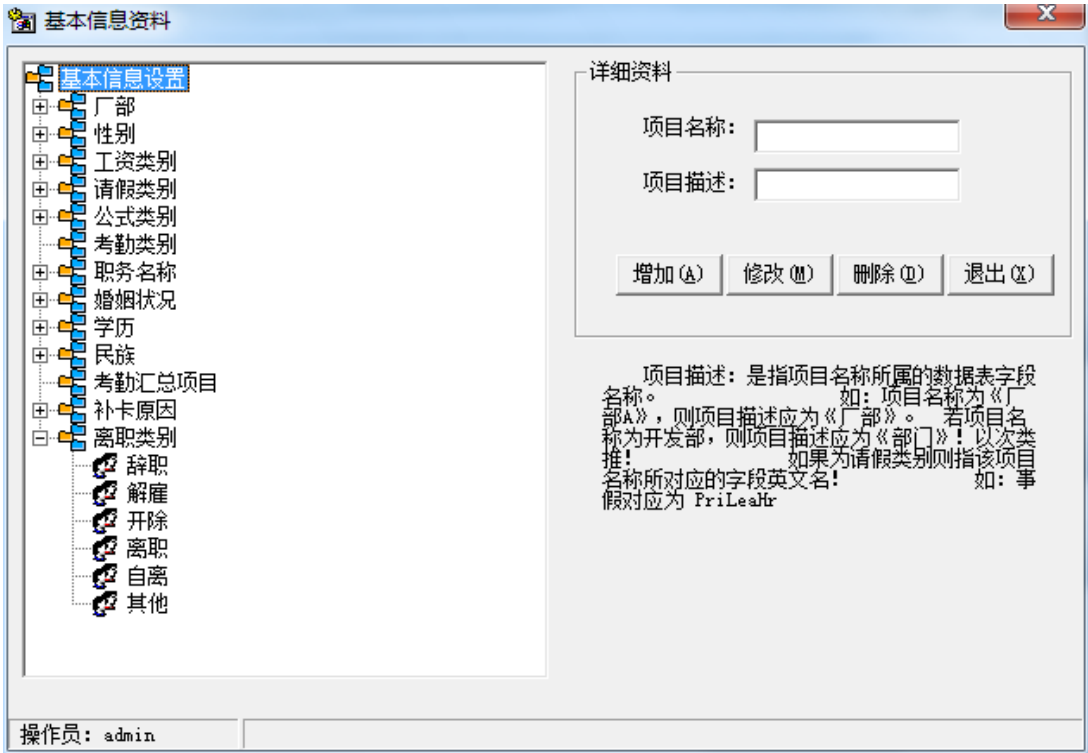 基本信息资料
X
基本信息设置
厂部
性别
工资类别
请假类别
公式类别
考勤类别
职务名称
婚姻状况
学历
民族
考勤汇总项目
补卡原因
离职类别
辞职
解雇
开除
离职
自离
其他
详细资料
项目名称：
项目描述：
增加(A) 修改(M) 删除(D) 退出(X)
项目描述：是指项目名称所属的数据表字段
名称。 如：项目名称为《厂
部A》，则项目描述应为《厂部》。 若项目名
称为开发部，则项目描述应为《部门》！以次类
推！ 如果为请假类别则指该项目
名称所对应的字段英文名！ 如：事
假对应为 PriLeaHr
操作员：admin